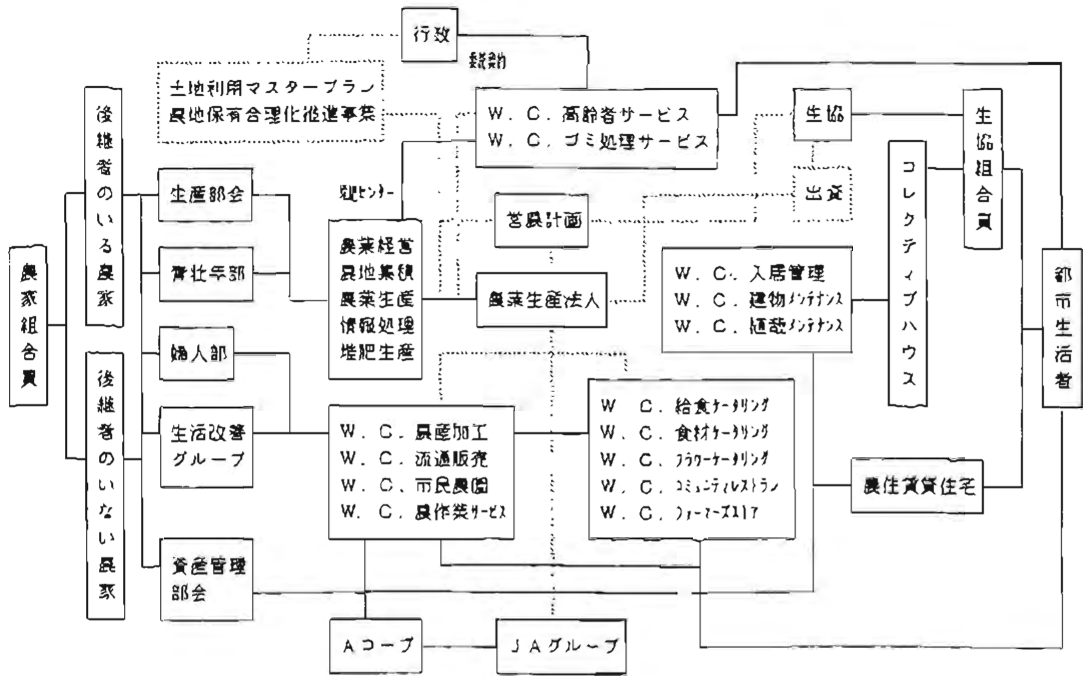 行政
委託契約
土地利用マスタープラン
農地保有合理化推進事業
W. C. 高齢者サービス
W. C. ゴミ処理サービス
生協
出資
生協組合員
コレクティブハウス
都市生活者
農家組合員
後継者のいる農家
後継者のいない農家
生産部会
青壮年部
婦人部
生活改善
グループ
資産管理
部会
センター
農業経営
農地集積
農業生産
情報処理
堆肥生産
営農計画
農業生産法人
W. C. 入居管理
W. C. 建物メンテナンス
W. C. 植栽メンテナンス
W. C. 農産加工
W. C. 流通販売
W. C. 市民農園
W. C. 農作業サービス
W C. 給食ケータリング
W. C. 食材ケータリング
W. C. フラワーケータリング
W. C. コミュニティレストラン
W. C. ファーマーズストア
農住賃貸住宅
Aコープ
JAグループ